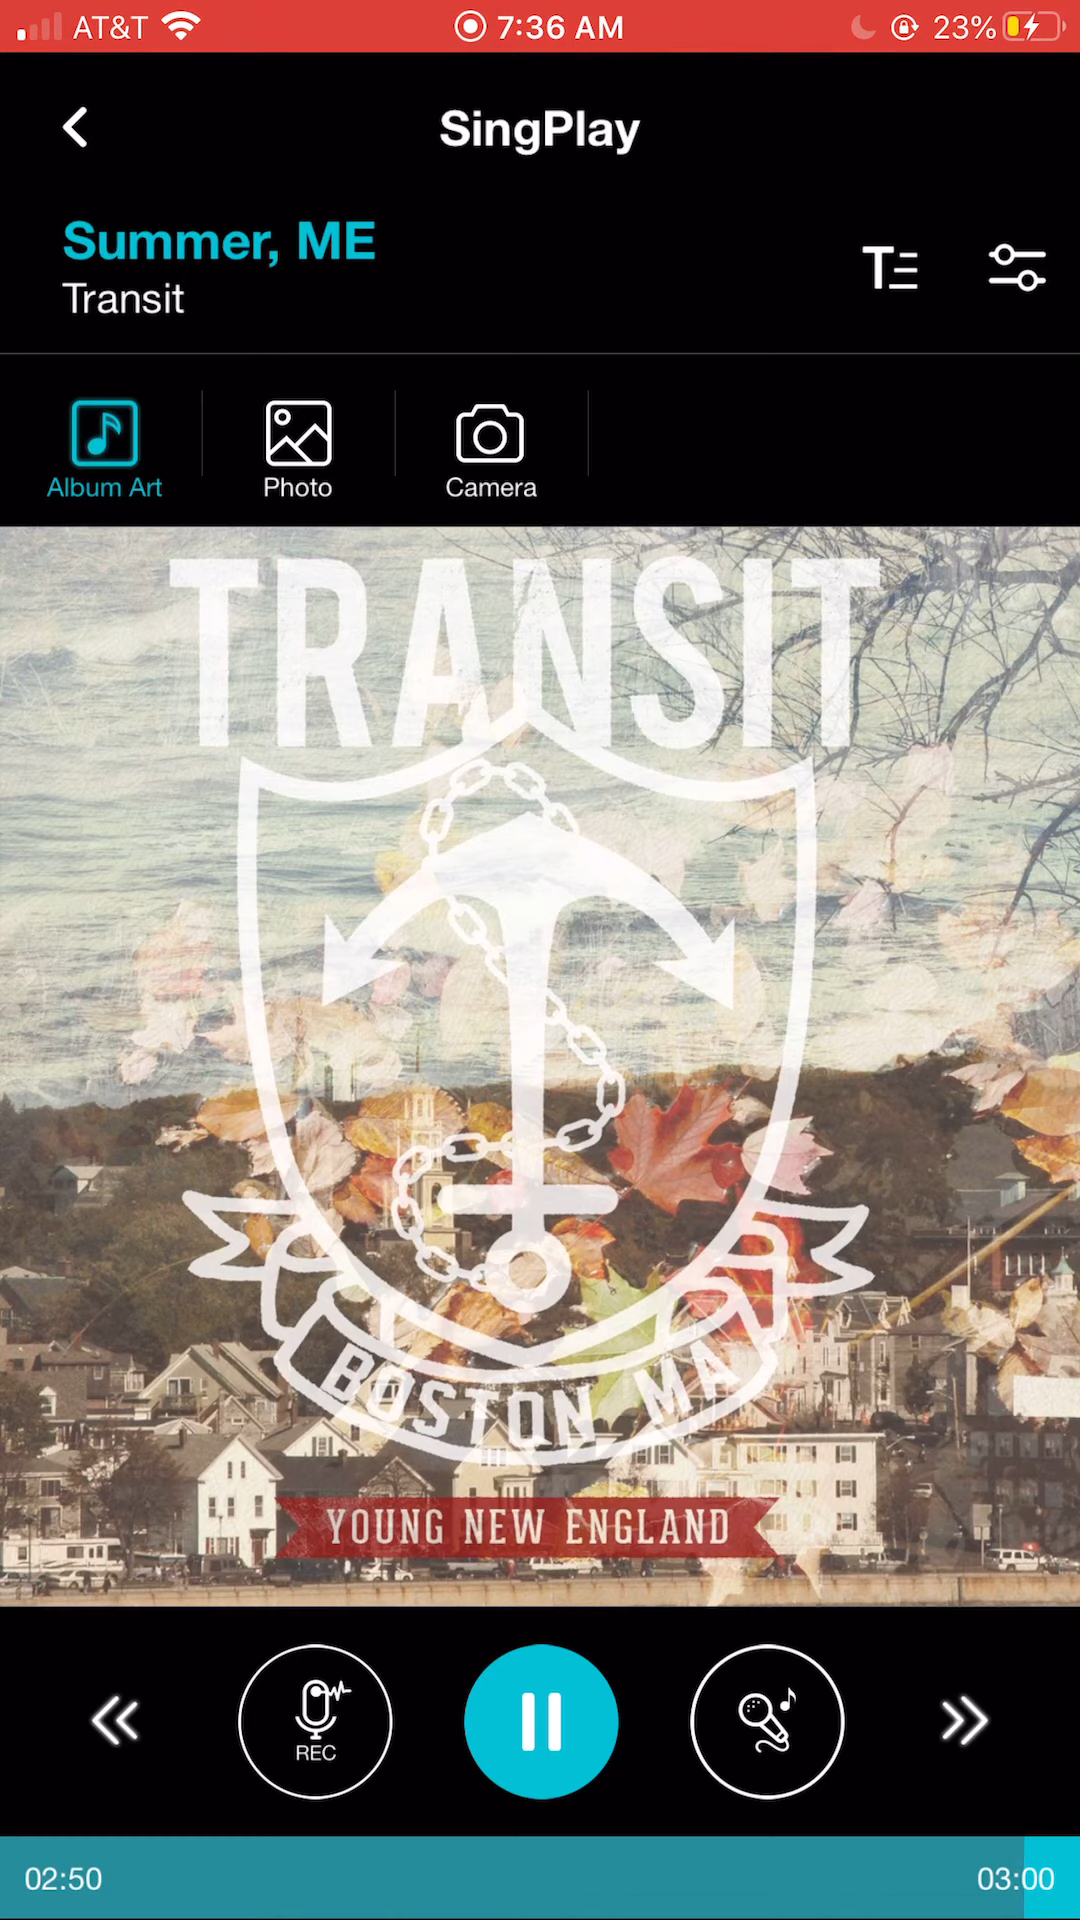 AT&T 7:36 AM 23%
SingPlay
Summer, ME
Transit
T
Album Art Photo Camera
TRANSIT
BOSTON MA
YOUNG NEW ENGLAND
REC
02:50 03:00